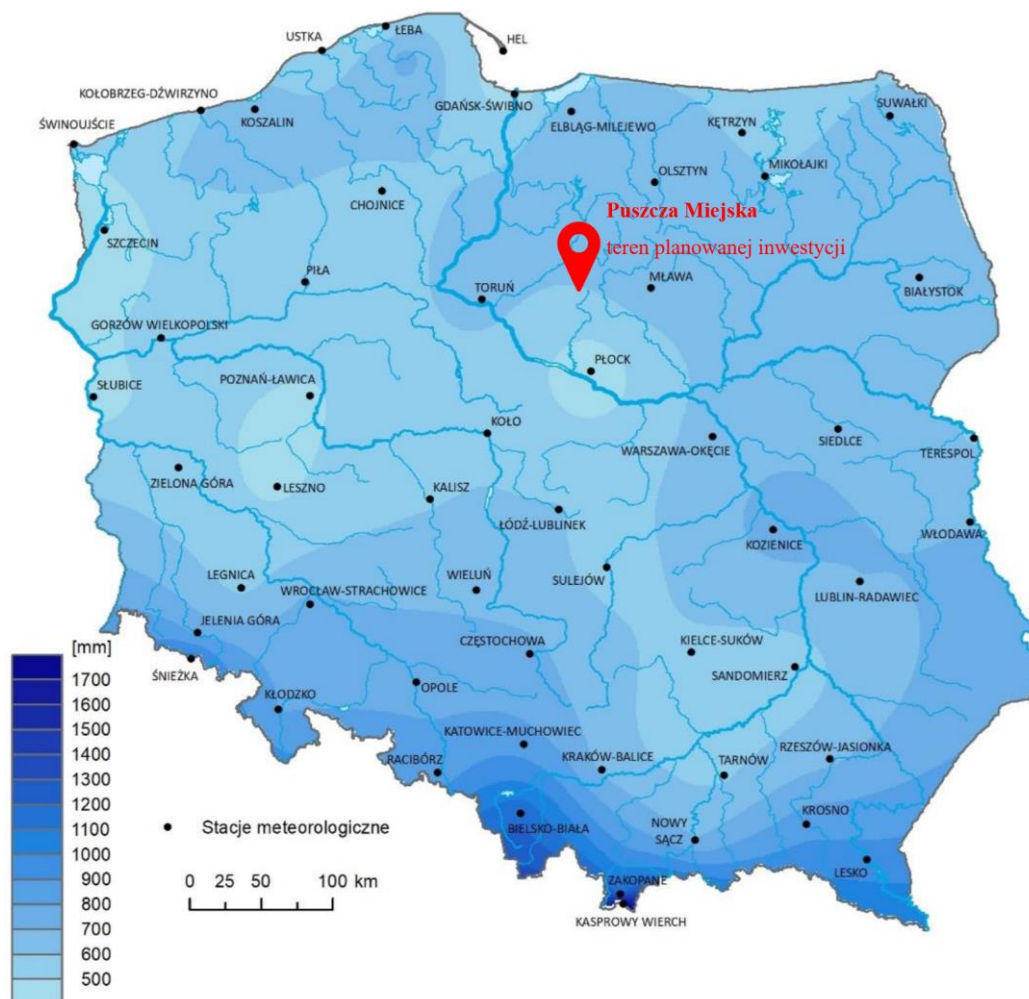 ŁEBA
USTKA
HEL
KOŁOBRZEG-DŹWIRZYNO
GDAŃSK-ŚWIBNO
SUWAŁKI
KOSZALIN
ELBLĄG-MILEJEWO
KĘTRZYN
ŚWINOUJŚCIE
MIKOŁAJKI
OLSZTYN
CHOJNICE
Puszcza Miejska
SZCZECIN
teren planowanej inwestycji
PIŁA
MŁAWA
TORUŃ
BIAŁYSTOK
GORZÓW WIELKOPOLSKI
PŁOCK
SŁUBICE
POZNAŃ-ŁAWICA
KOŁO
SIEDLCE
WARSZAWA-OKĘCIE
TERESPOL
ZIELONA GÓRA
LESZNO
KALISZ
ŁÓDŹ-LUBLINEK
WŁODAWA
KOZIENICE
LEGNICA
WIELUŃ
SULEJÓW
WROCŁAW-STRACHOWICE
LUBLIN-RADAWIEC
JELENIA GÓRA
CZĘSTOCHOWA
KIELCE-SUKÓW
[mm]
ŚNIEŻKA
SANDOMIERZ
1700
OPOLE
KŁODZKO
1600
1500
KATOWICE-MUCHOWIEC
RZESZÓW-JASIONKA
1400
RACIBÓRZ
KRAKÓW-BALICE
TARNÓW
1300
1200
KROSNO
1100
Stacje meteorologiczne
BIELSKO-BIAŁA
NOWY
SĄCZ
1000
LESKO
900
0 25 50 100 km
ZAKOPANE
800
KASPROWY WIERCH
700
600
500